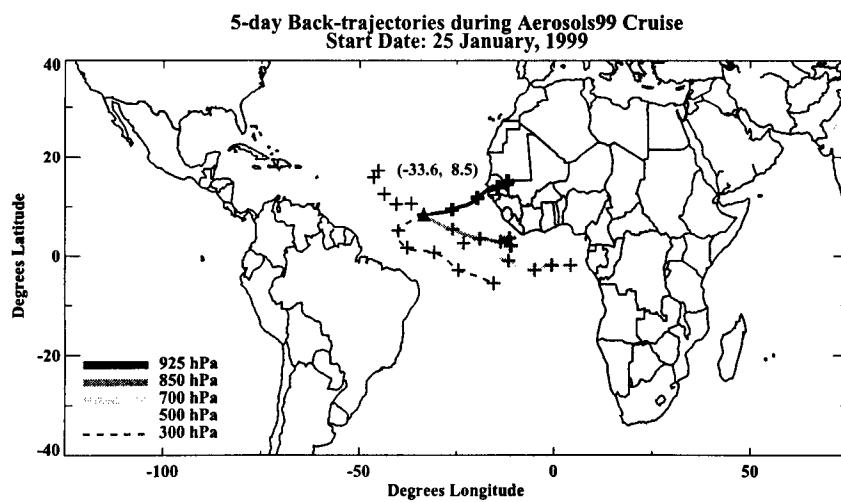 5-day Back-trajectories during Aerosols99 Cruise
Start Date: 25 January, 1999
40
20
0
-20
-40
Degrees Latitude
(-33.6, 8.5)
925 hPa
850 hPa
700 hPa
500 hPa
300 hPa
-100
-50
0
50
Degrees Longitude